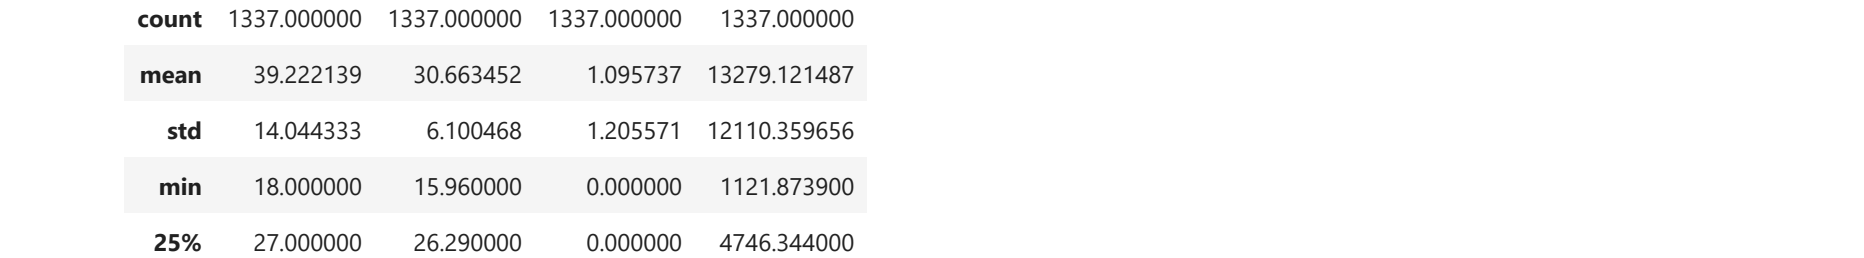 count 1337.000000 1337.000000 1337.000000 1337.000000
mean 39.222139 30.663452 1.095737 13279.121487
std 14.044333 6.100468 1.205571 12110.359656
min 18.000000 15.960000 0.000000 1121.873900
25% 27.000000 26.290000 0.000000 4746.344000